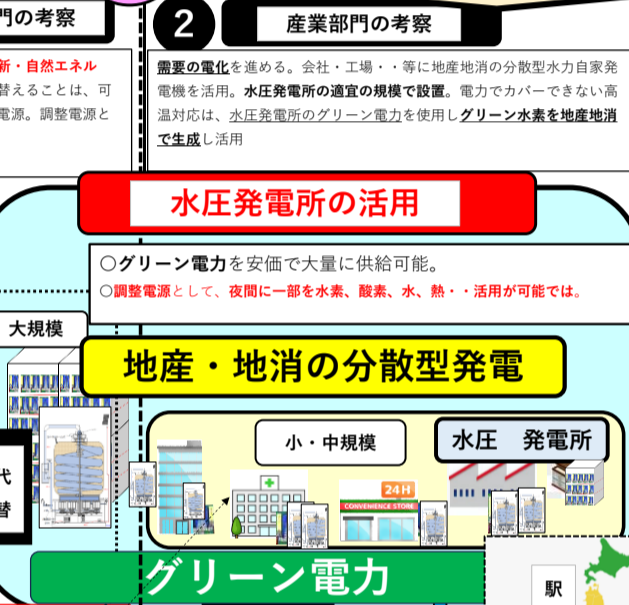 門の考察
2
産業部門の考察
新・自然エネル
替えることは、可
電源。調整電源と
需要の電化を進める。会社・工場・・等に地産地消の分散型水力自家発
電機を活用。水圧発電所の適宜の規模で設置。電力でカバーできない高
温対応は、水圧発電所のグリーン電力を使用しグリーン水素を地産地消
で生成し活用
水圧発電所の活用
○グリーン電力を安価で大量に供給可能。
○調整電源として、夜間に一部を水素、酸素、水、熱・・活用が可能では。
大規模
地産・地消の分散型発電
小・中規模
水圧　発電所
代
替
24H
CONVENIENCE STORE
グリーン電力
駅